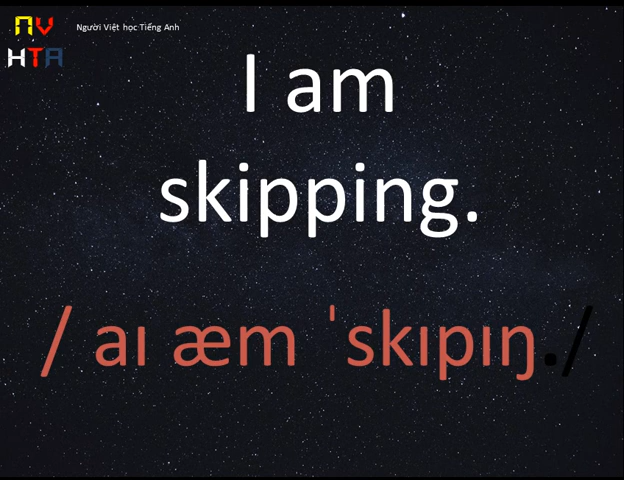 NV
Người Việt học Tiếng Anh
HTA
I am
skipping.
/ aɪ æm ˈskɪpɪŋ./